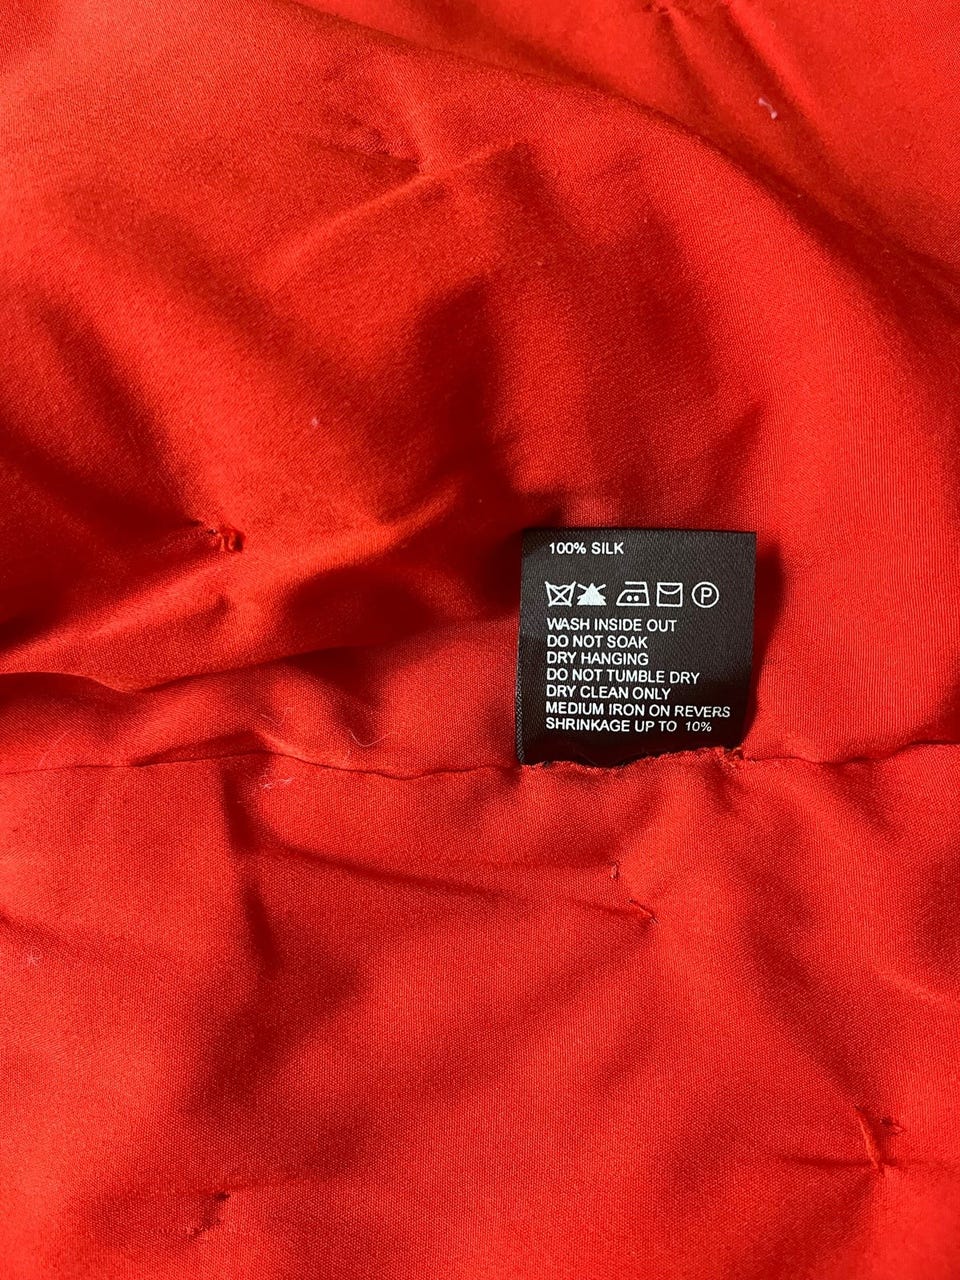 100% SILK
P
WASH INSIDE OUT
DO NOT SOAK
DRY HANGING
DO NOT TUMBLE DRY
DRY CLEAN ONLY
MEDIUM IRON ON REVERS
SHRINKAGE UP TO 10%